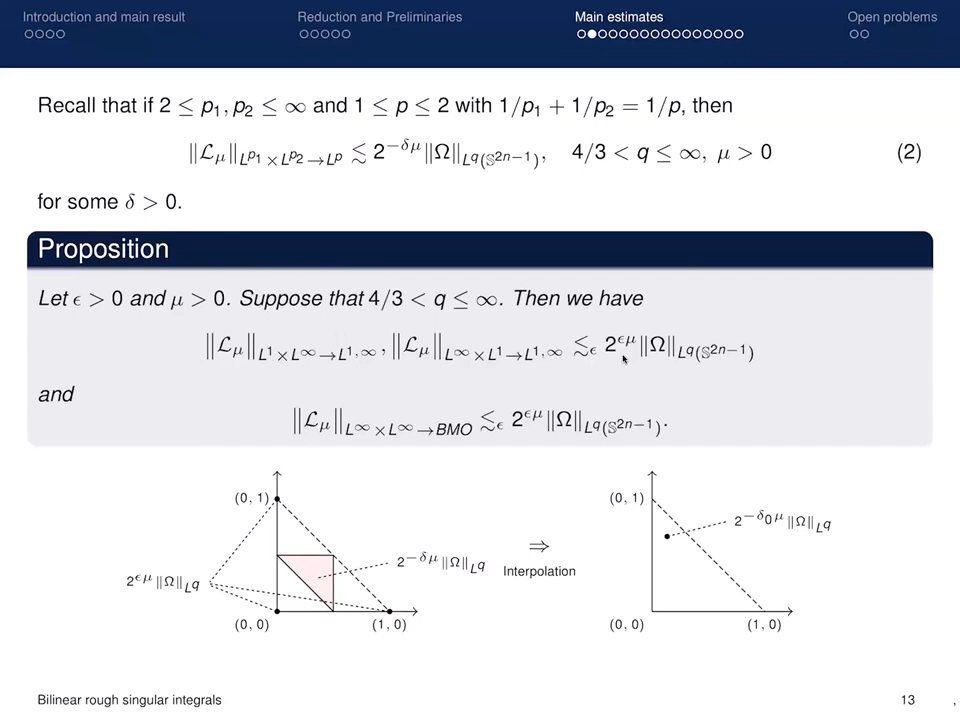 Introduction and main result
Reduction and Preliminaries
Main estimates
Open problems
Recall that if 2 ≤ p₁, p₂ ≤ ∞ and 1 ≤ p ≤ 2 with 1/p₁ + 1/p₂ = 1/p, then
‖ℒ_μ‖_{L^{p₁}×L^{p₂}→L^p} ≲ 2^{−δμ}‖Ω‖_{L^q(𝕊^{2n−1})}, 4/3 < q ≤ ∞, μ > 0 (2)
for some δ > 0.
Proposition
Let ϵ > 0 and μ > 0. Suppose that 4/3 < q ≤ ∞. Then we have
‖ℒ_μ‖_{L¹×L^∞→L^{1,∞}}, ‖ℒ_μ‖_{L^∞×L¹→L^{1,∞}} ≲_ϵ 2^{ϵμ}‖Ω‖_{L^q(𝕊^{2n−1})}
and
‖ℒ_μ‖_{L^∞×L^∞→BMO} ≲_ϵ 2^{ϵμ}‖Ω‖_{L^q(𝕊^{2n−1})}.
(0, 1)
2^{ϵμ}‖Ω‖_{L^q}
2^{−δμ}‖Ω‖_{L^q}
(0, 0)
(1, 0)
⇒
Interpolation
(0, 1)
2^{−δ₀μ}‖Ω‖_{L^q}
(0, 0)
(1, 0)
Bilinear rough singular integrals
13 ,